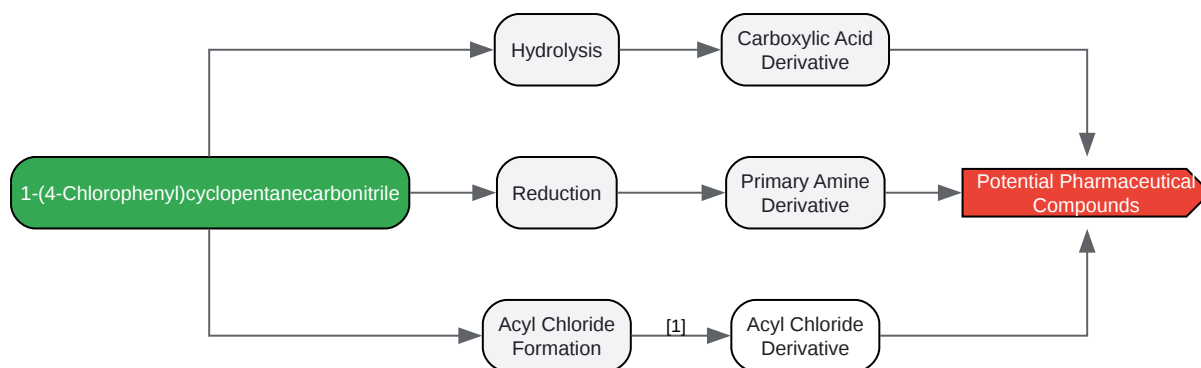 Hydrolysis
Carboxylic Acid
Derivative
1-(4-Chlorophenyl)cyclopentanecarbonitrile
Reduction
Primary Amine
Derivative
Potential Pharmaceutical
Compounds
Acyl Chloride
Formation
[1]
Acyl Chloride
Derivative